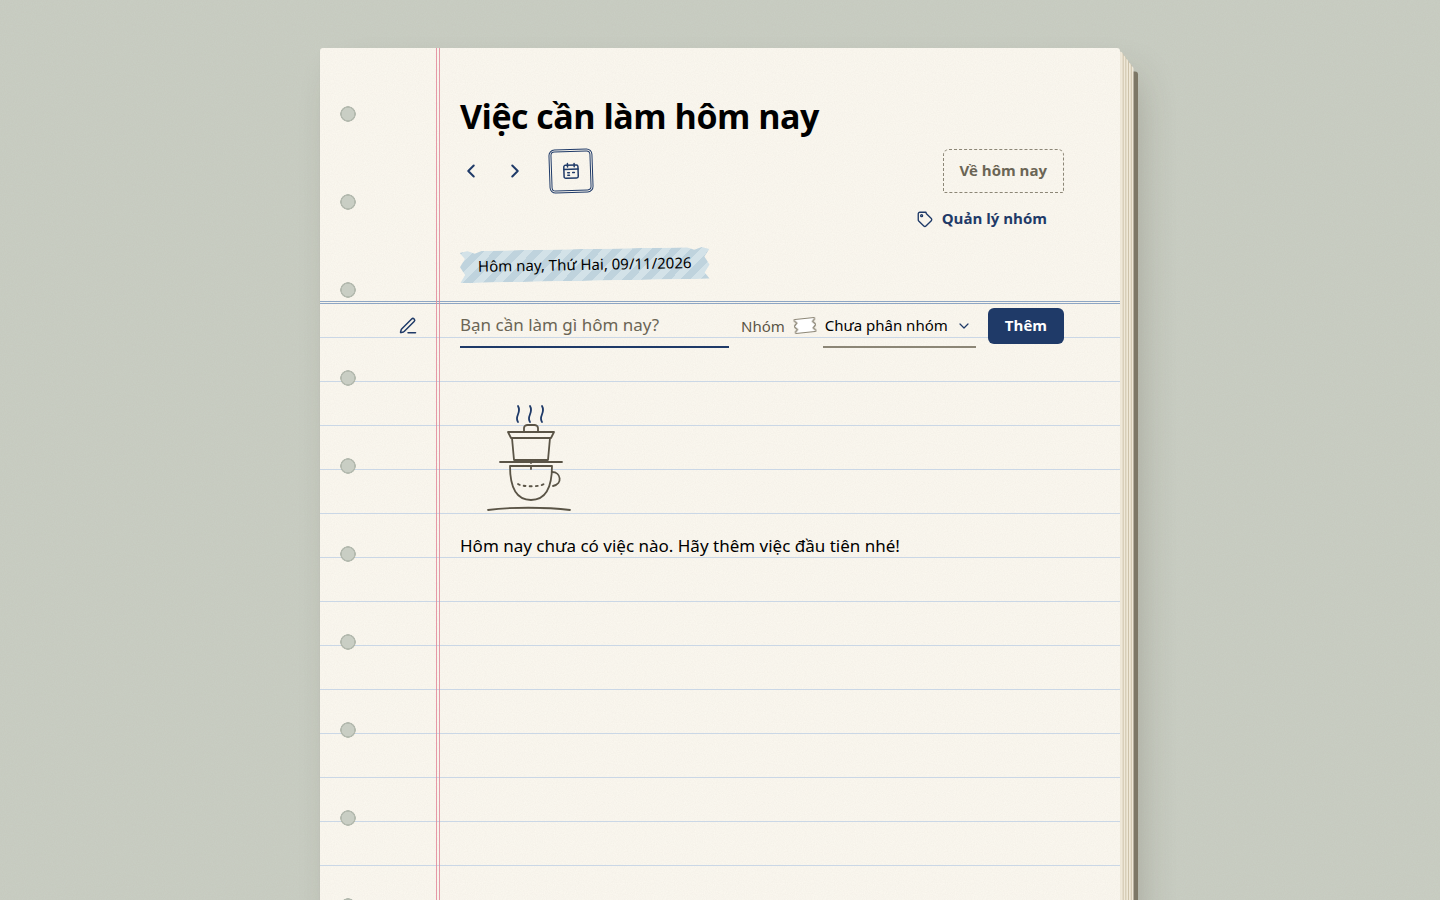 Việc cần làm hôm nay
Về hôm nay
Quản lý nhóm
Hôm nay, Thứ Hai, 09/11/2026
Bạn cần làm gì hôm nay? Nhóm Chưa phân nhóm Thêm
Hôm nay chưa có việc nào. Hãy thêm việc đầu tiên nhé!